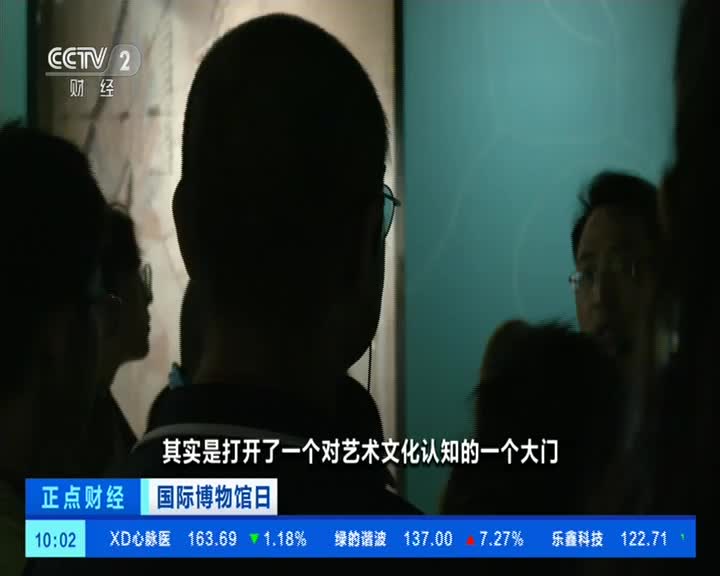 CCTV 2
财经
其实是打开了一个对艺术文化认知的一个大门
正点财经 国际博物馆日
10:02 XD心脉医 163.69 ▼1.18% 绿的谐波 137.00 ▲7.27% 乐鑫科技 122.71